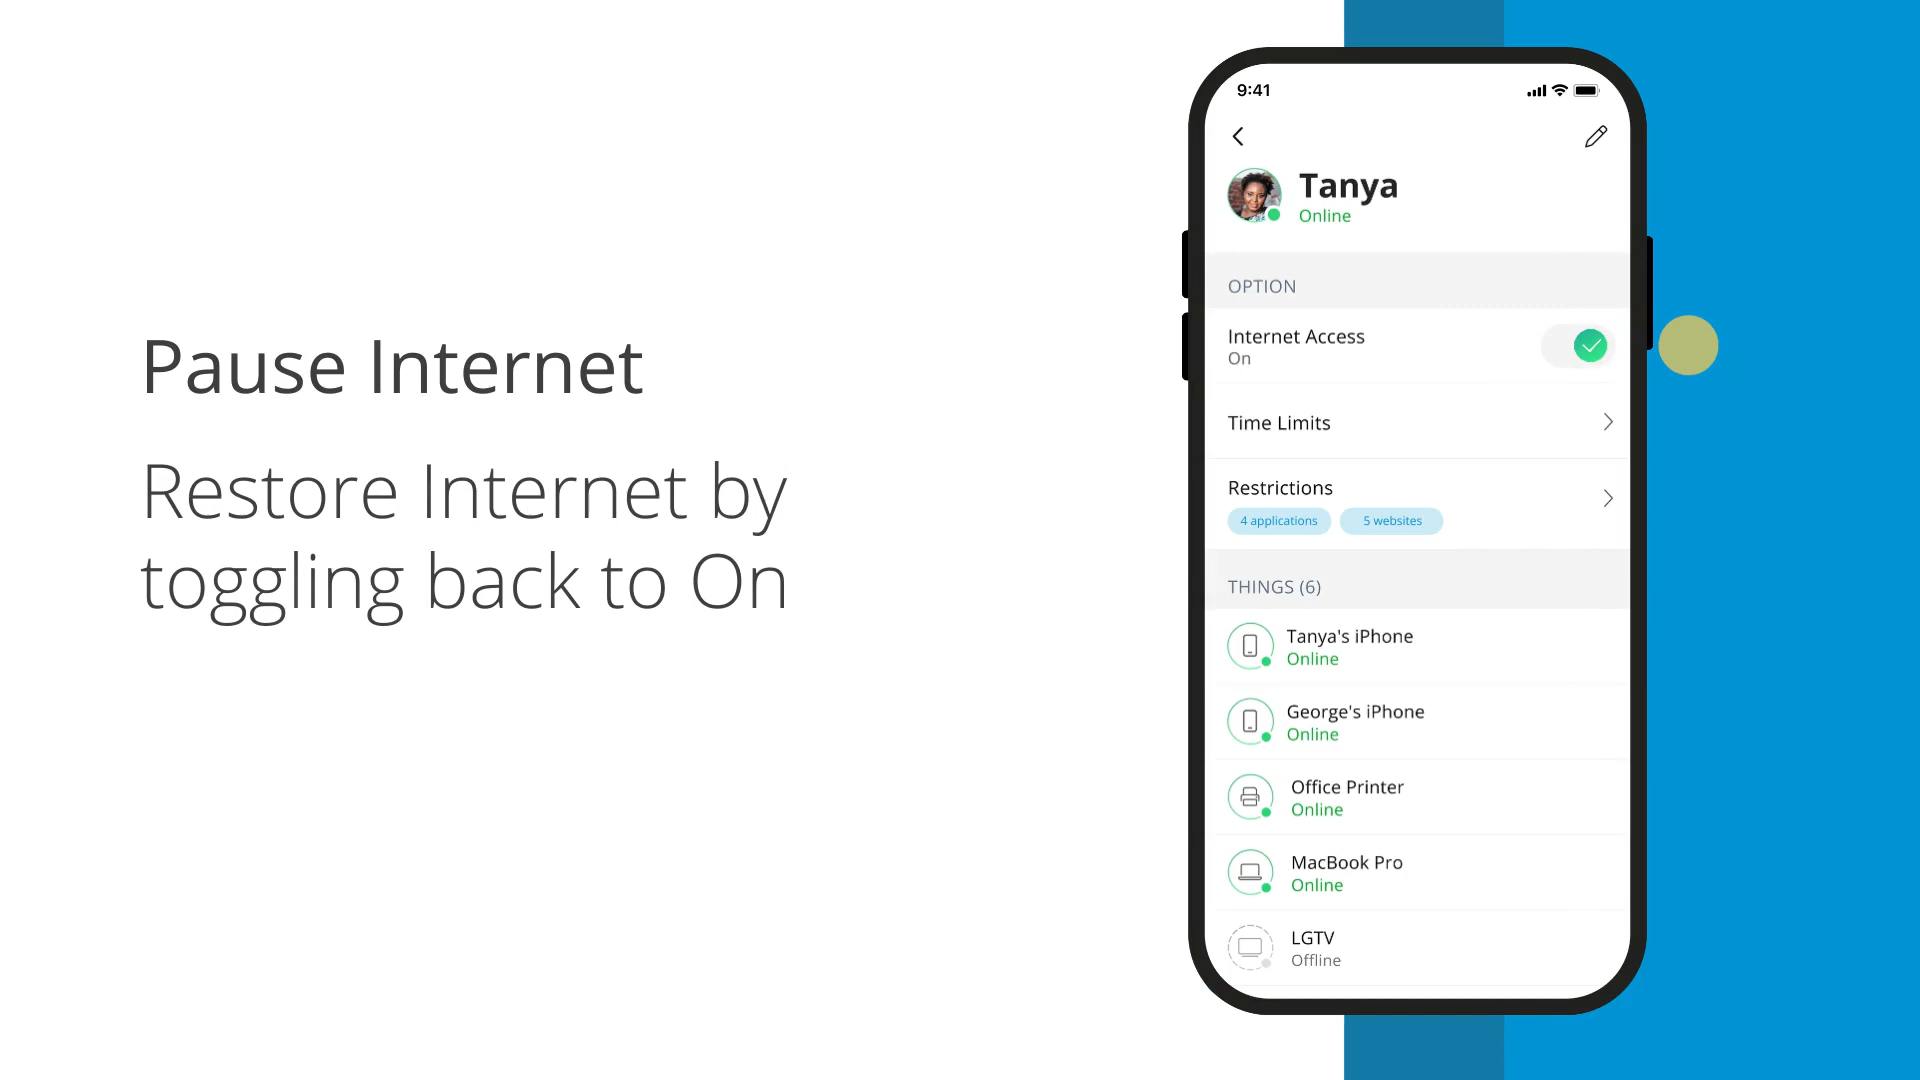 Pause Internet
Restore Internet by
toggling back to On
9:41
Tanya
Online
OPTION
Internet Access
On
Time Limits
Restrictions
4 applications
5 websites
THINGS (6)
Tanya's iPhone
Online
George's iPhone
Online
Office Printer
Online
MacBook Pro
Online
LGTV
Offline